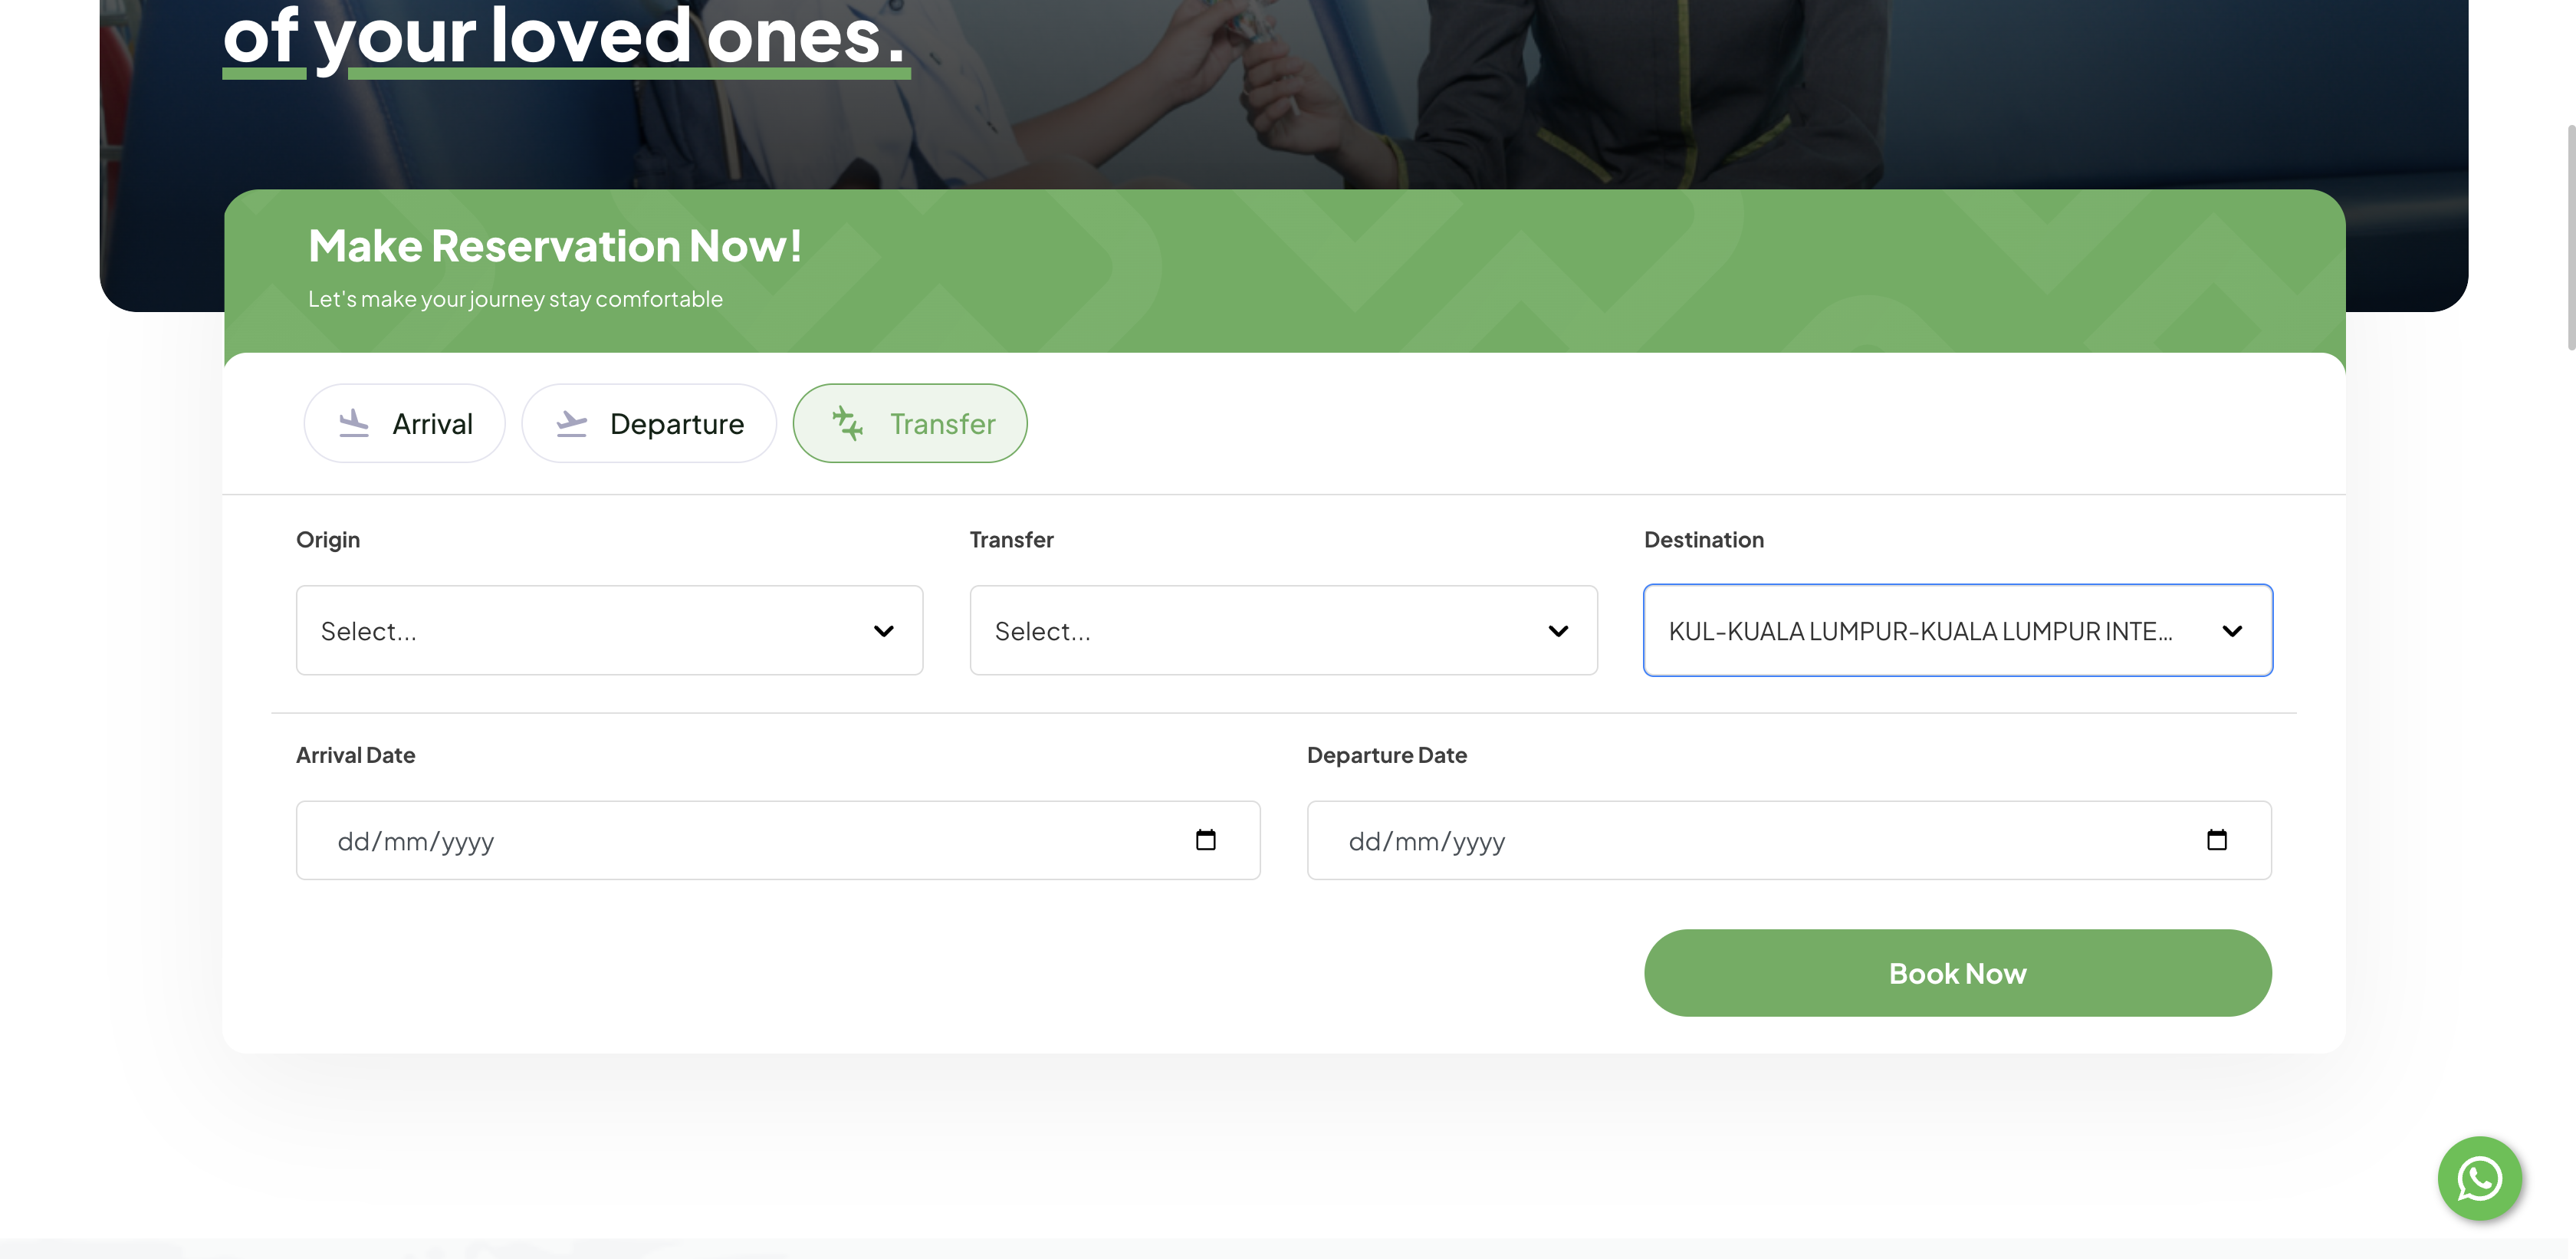 of your loved ones.
Make Reservation Now!
Let's make your journey stay comfortable
Arrival
Departure
Transfer
Origin
Transfer
Destination
Select...
Select...
KUL-KUALA LUMPUR-KUALA LUMPUR INTE...
Arrival Date
Departure Date
dd/mm/yyyy
dd/mm/yyyy
Book Now